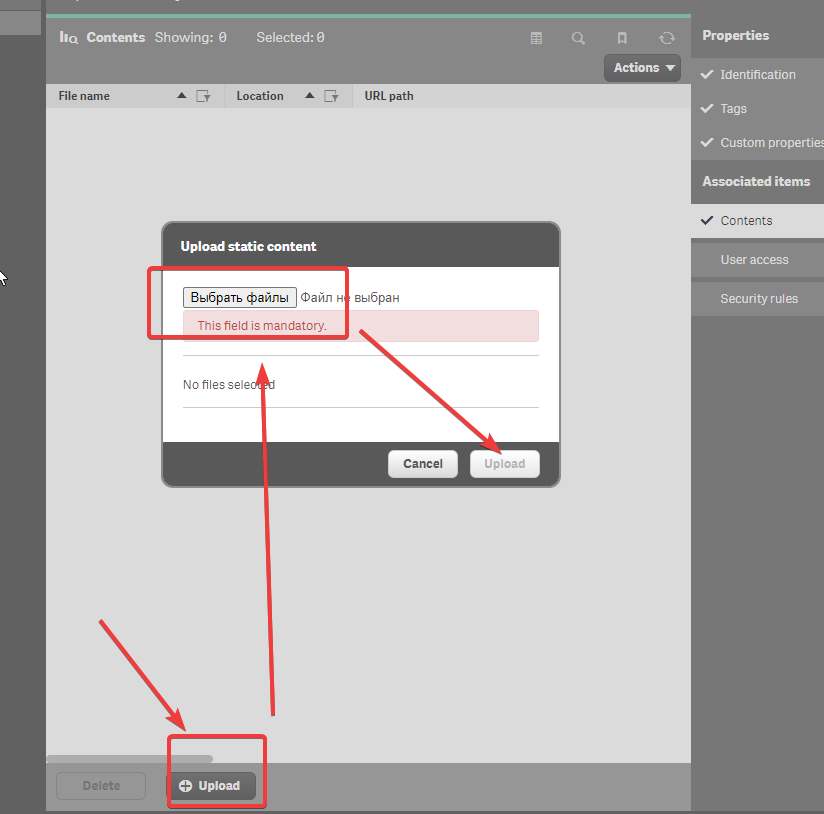 Contents Showing: 0 Selected: 0
Actions
File name Location URL path
Properties
Identification
Tags
Custom properties
Associated items
Contents
User access
Security rules
Upload static content
Выбрать файлы Файл не выбран
This field is mandatory.
No files selected
Cancel Upload
Delete Upload